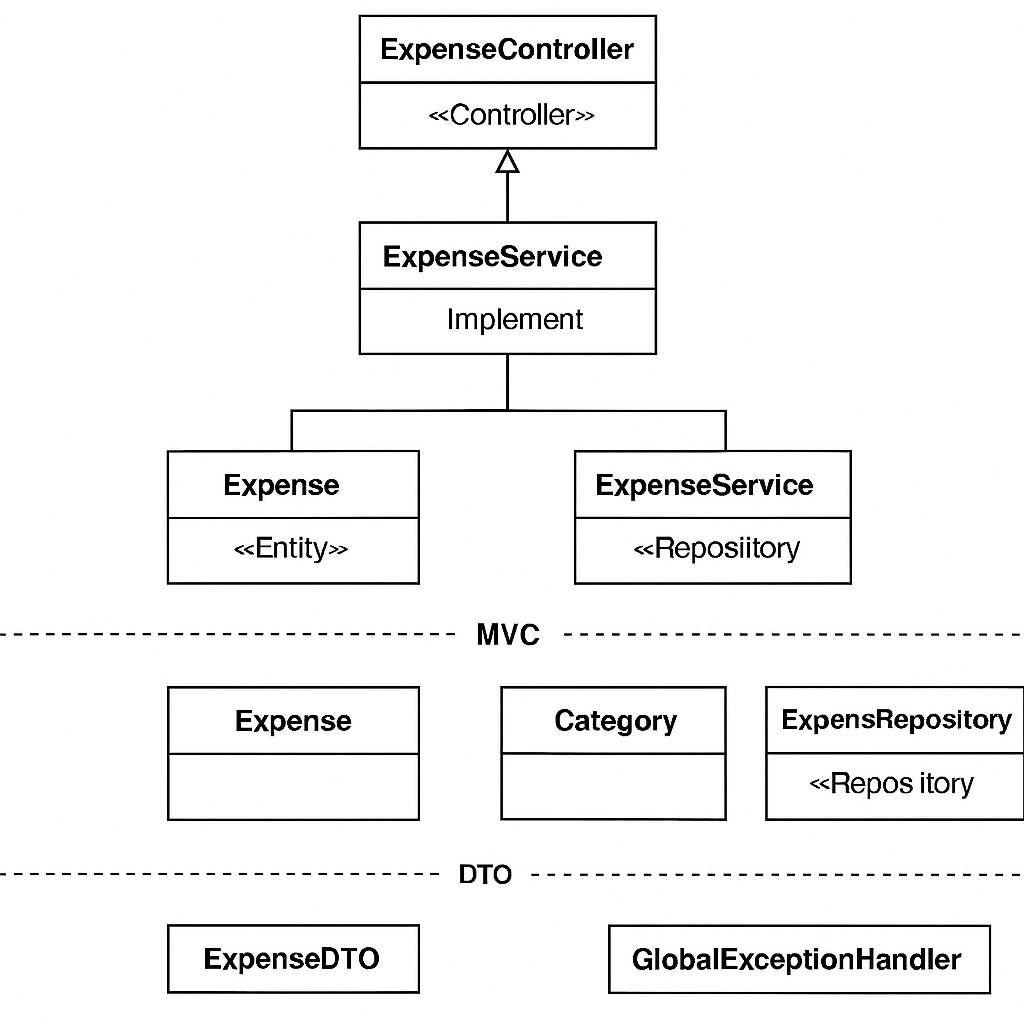 ExpenseController
<<Controller>>
ExpenseService
Implement
Expense
ExpenseService
<<Entity>>
<<Reposiitory
MVC
Expense
Category
ExpensRepository
<<Repos itory
DTO
ExpenseDTO
GlobalExceptionHandler